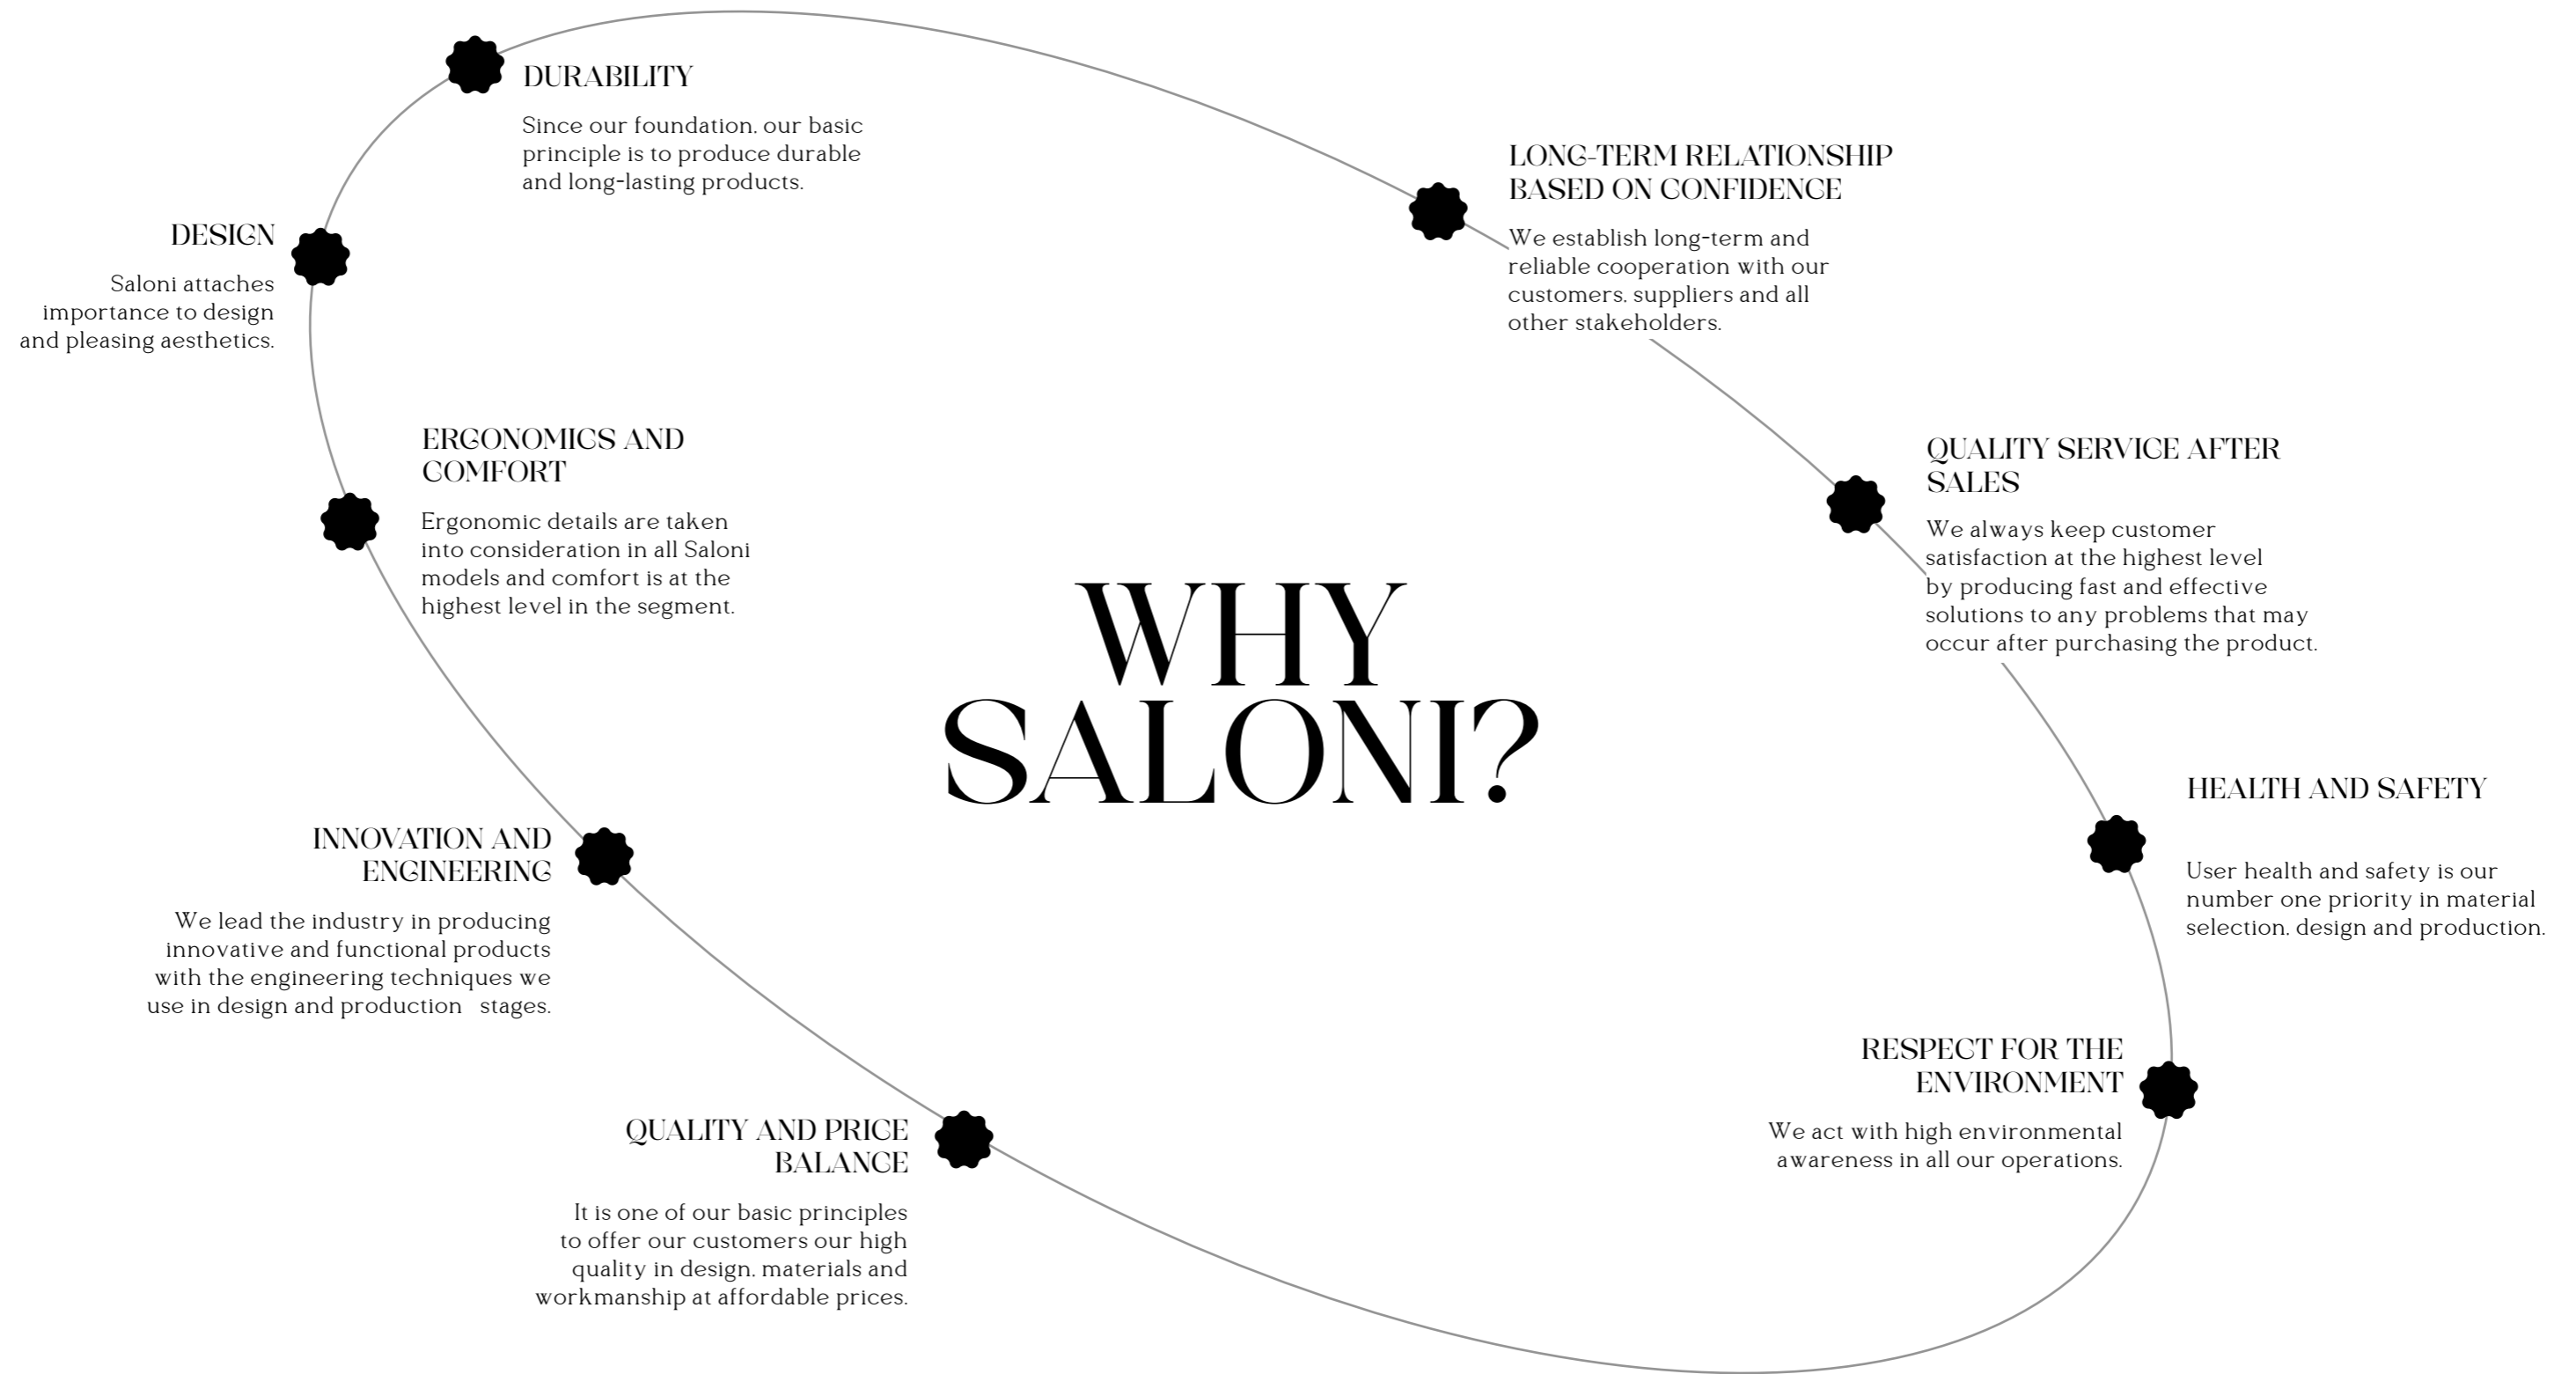 DURABILITY
Since our foundation, our basic
principle is to produce durable
and long-lasting products.
DESIGN
Saloni attaches
importance to design
and pleasing aesthetics.
ERGONOMICS AND
COMFORT
Ergonomic details are taken
into consideration in all Saloni
models and comfort is at the
highest level in the segment.
INNOVATION AND
ENGINEERING
We lead the industry in producing
innovative and functional products
with the engineering techniques we
use in design and production stages.
QUALITY AND PRICE
BALANCE
It is one of our basic principles
to offer our customers our high
quality in design, materials and
workmanship at affordable prices.
WHY
SALONI?
LONG-TERM RELATIONSHIP
BASED ON CONFIDENCE
We establish long-term and
reliable cooperation with our
customers, suppliers and all
other stakeholders.
QUALITY SERVICE AFTER
SALES
We always keep customer
satisfaction at the highest level
by producing fast and effective
solutions to any problems that may
occur after purchasing the product.
HEALTH AND SAFETY
User health and safety is our
number one priority in material
selection, design and production.
RESPECT FOR THE
ENVIRONMENT
We act with high environmental
awareness in all our operations.